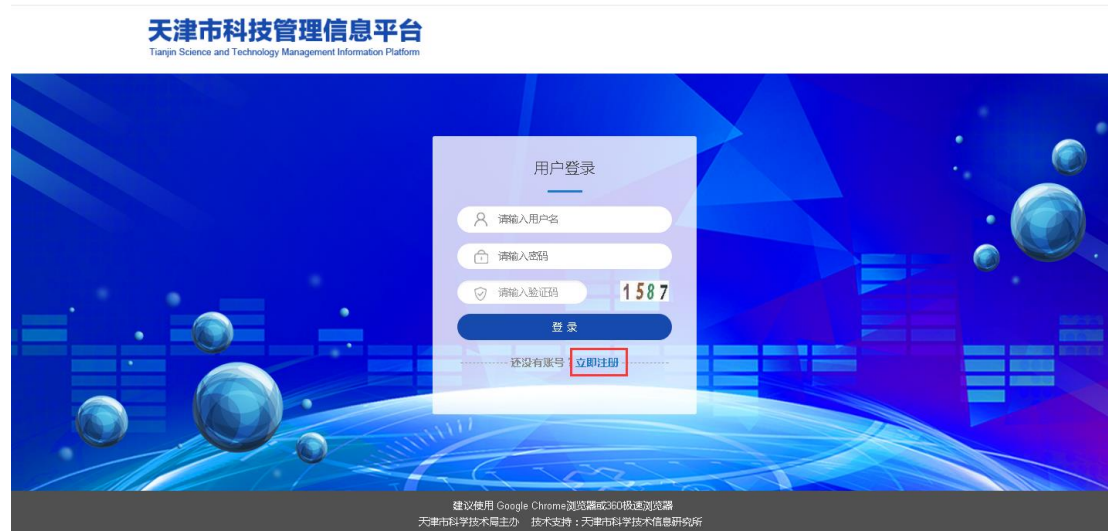 天津市科技管理信息平台
Tianjin Science and Technology Management Information Platform
用户登录
请输入用户名
请输入密码
请输入验证码 1587
登 录
还没有账号？立即注册
建议使用 Google Chrome浏览器或360极速浏览器
天津市科学技术局主办 技术支持：天津市科学技术信息研究所